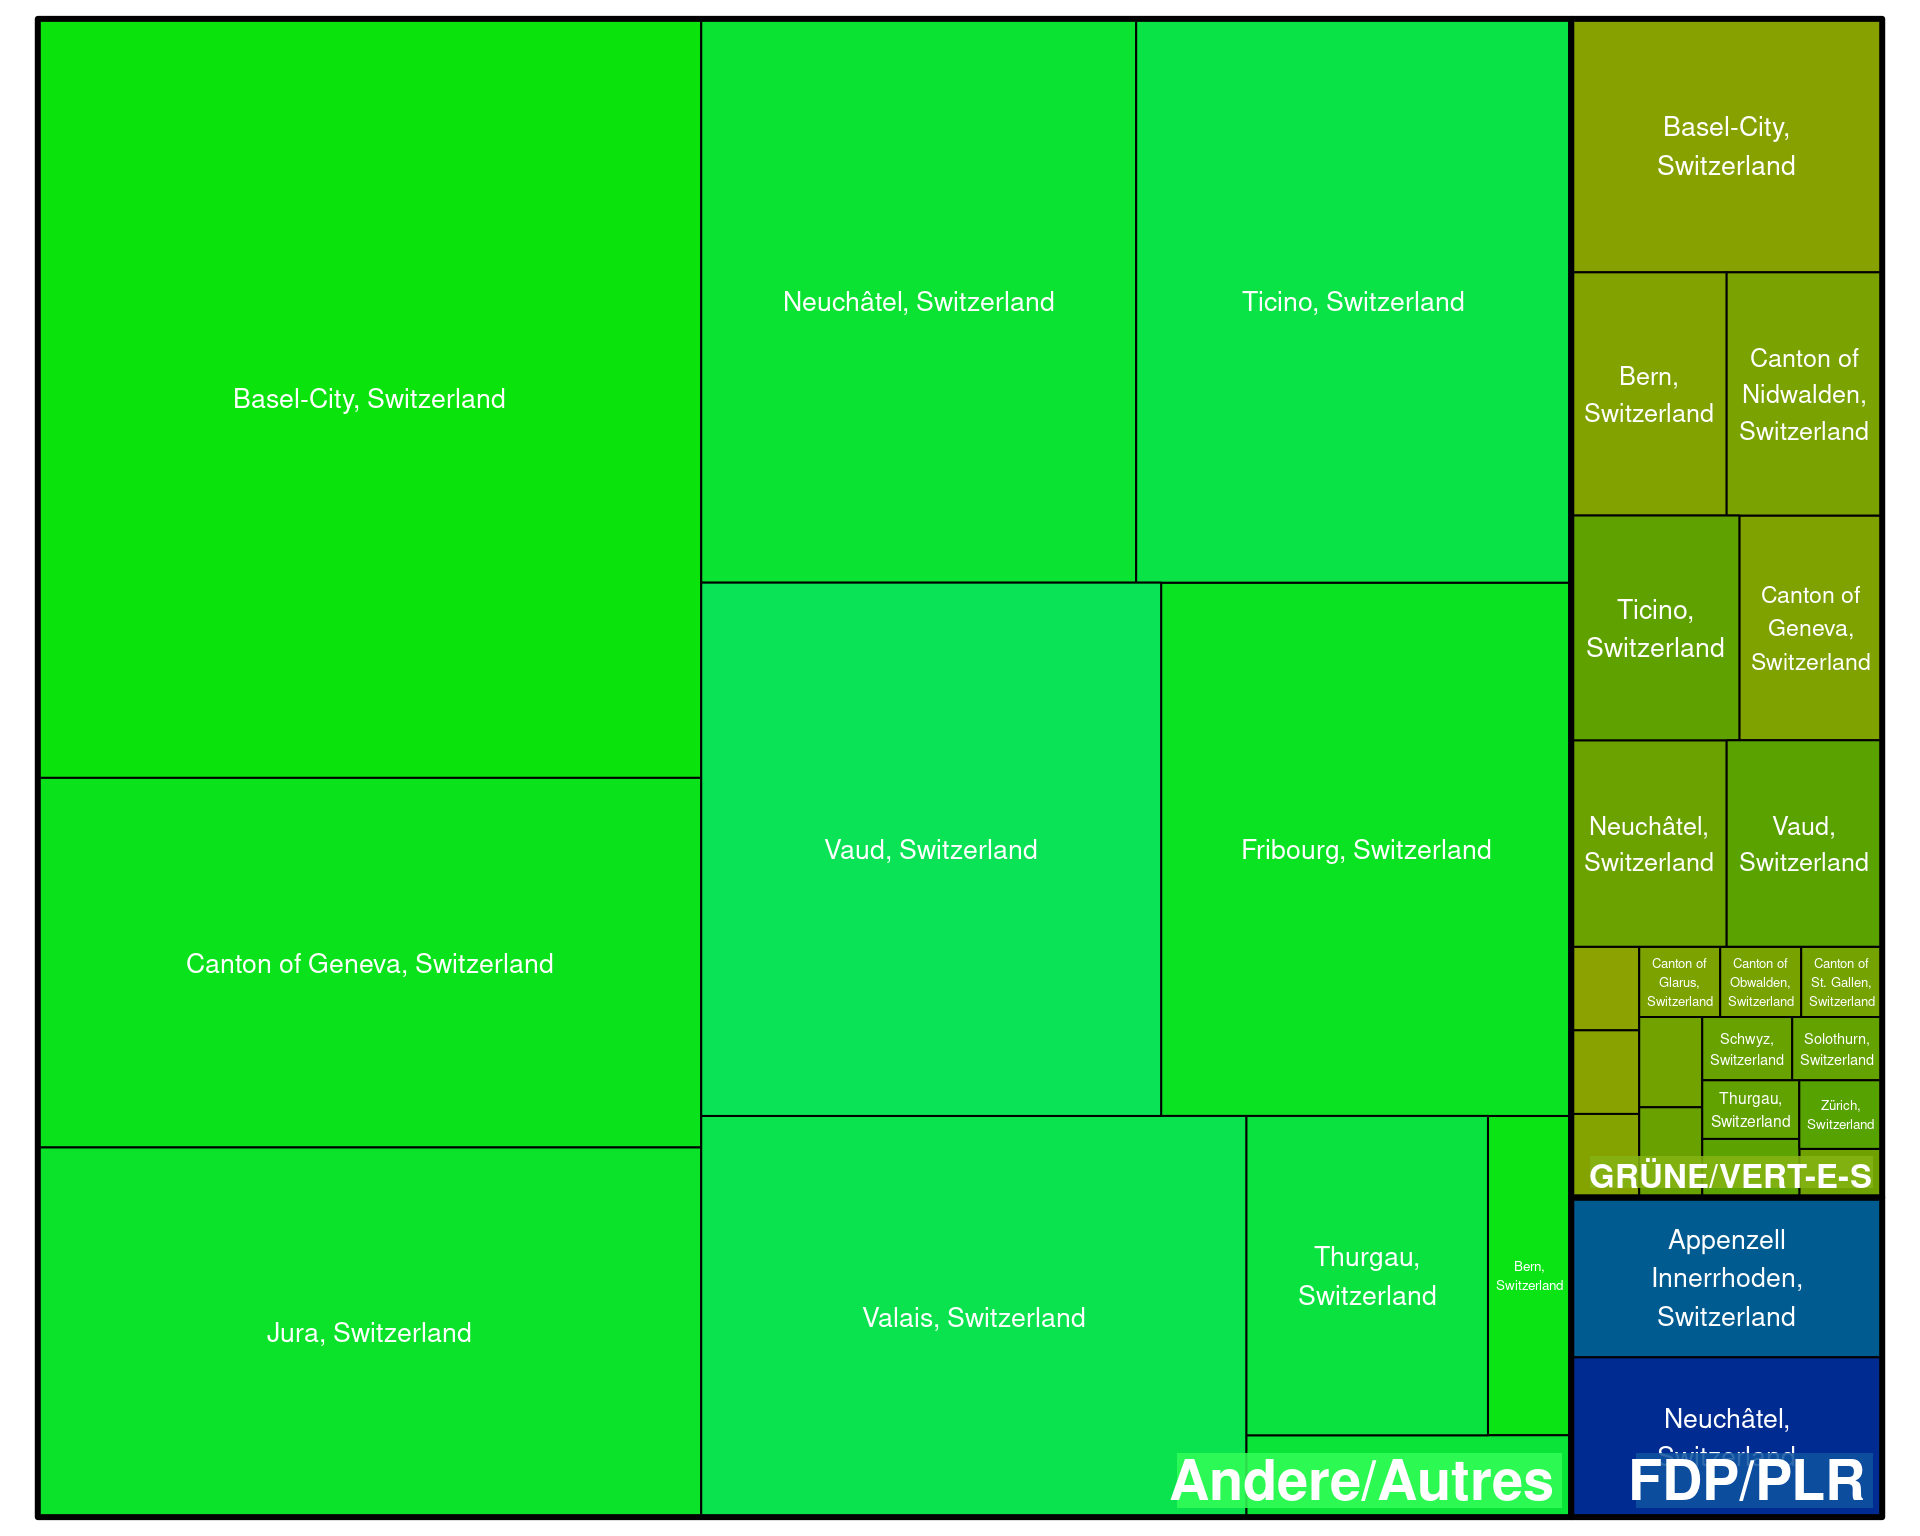 Basel-City, Switzerland
Canton of Geneva, Switzerland
Jura, Switzerland
Neuchâtel, Switzerland
Ticino, Switzerland
Vaud, Switzerland
Fribourg, Switzerland
Valais, Switzerland
Thurgau,
Switzerland
Bern,
Switzerland
Andere/Autres
Basel-City,
Switzerland
Bern,
Switzerland
Canton of
Nidwalden,
Switzerland
Ticino,
Switzerland
Canton of
Geneva,
Switzerland
Neuchâtel,
Switzerland
Vaud,
Switzerland
Canton of
Glarus,
Switzerland
Canton of
Obwalden,
Switzerland
Canton of
St. Gallen,
Switzerland
Schwyz,
Switzerland
Solothurn,
Switzerland
Thurgau,
Switzerland
Zürich,
Switzerland
GRÜNE/VERT-E-S
Appenzell
Innerrhoden,
Switzerland
Neuchâtel,
Switzerland
FDP/PLR